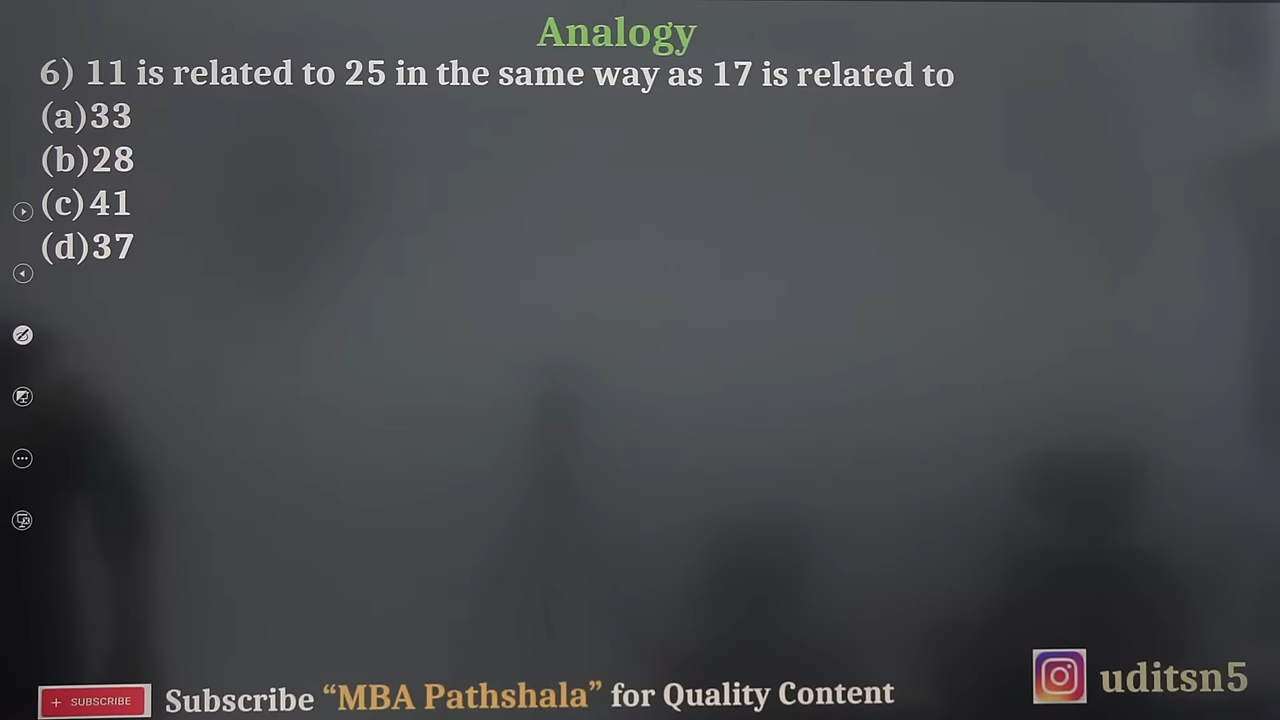 Analogy
6) 11 is related to 25 in the same way as 17 is related to
(a)33
(b)28
(c)41
(d)37
+ SUBSCRIBE Subscribe “MBA Pathshala” for Quality Content
uditsn5